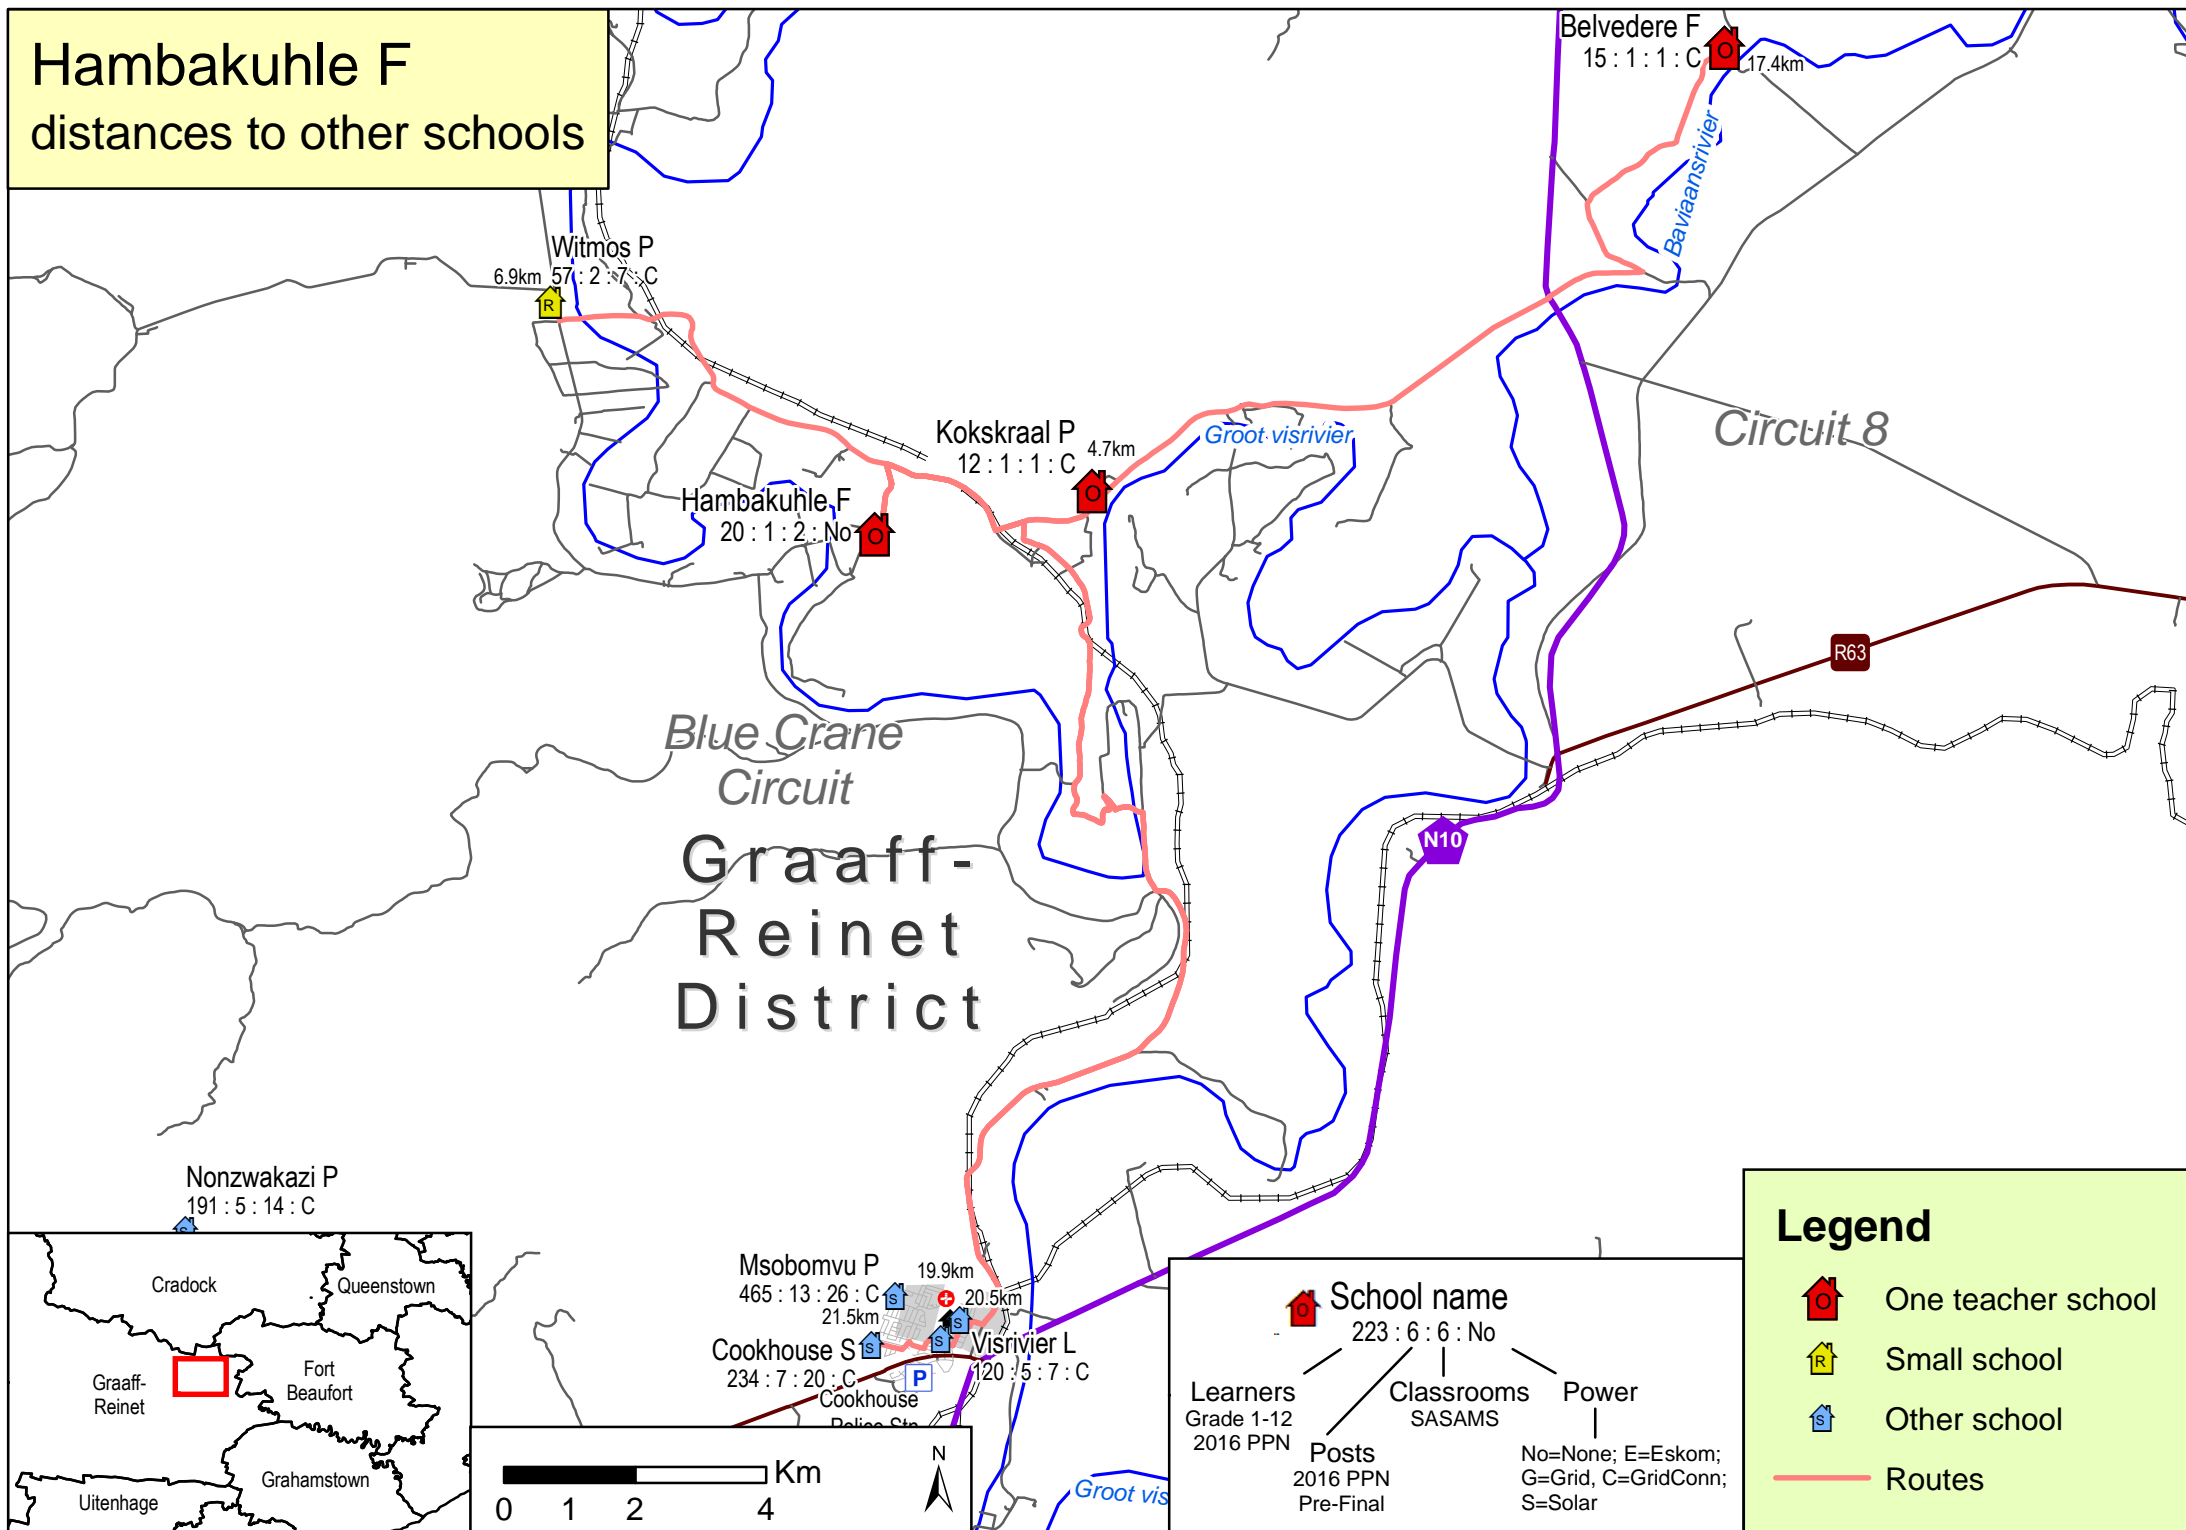 Hambakuhle F
distances to other schools
Belvedere F
15 : 1 : 1 : C
17.4km
Baviaansrivier
Witmos P
6.9km 57 : 2 : 7 : C
R
Kokskraal P
12 : 1 : 1 : C
4.7km
O
Groot visrivier
Circuit 8
Hambakuhle F
20 : 1 : 2 : No
O
R63
Blue Crane
Circuit
Graaff-
Reinet
District
N10
Nonzwakazi P
191 : 5 : 14 : C
S
Msobomvu P
465 : 13 : 26 : C
S
19.9km
20.5km
21.5km
S
Cookhouse S
234 : 7 : 20 : C
S
S
Visrivier L
120 : 5 : 7 : C
P
Cookhouse
Police Stn
Groot vis
Cradock
Queenstown
Graaff-
Reinet
Fort
Beaufort
Grahamstown
Uitenhage
Km
0 1 2 4
N
O
School name
223 : 6 : 6 : No
Learners
Grade 1-12
2016 PPN
Posts
2016 PPN
Pre-Final
Classrooms
SASAMS
Power
No=None; E=Eskom;
G=Grid, C=GridConn;
S=Solar
Legend
O One teacher school
R Small school
S Other school
Routes
O